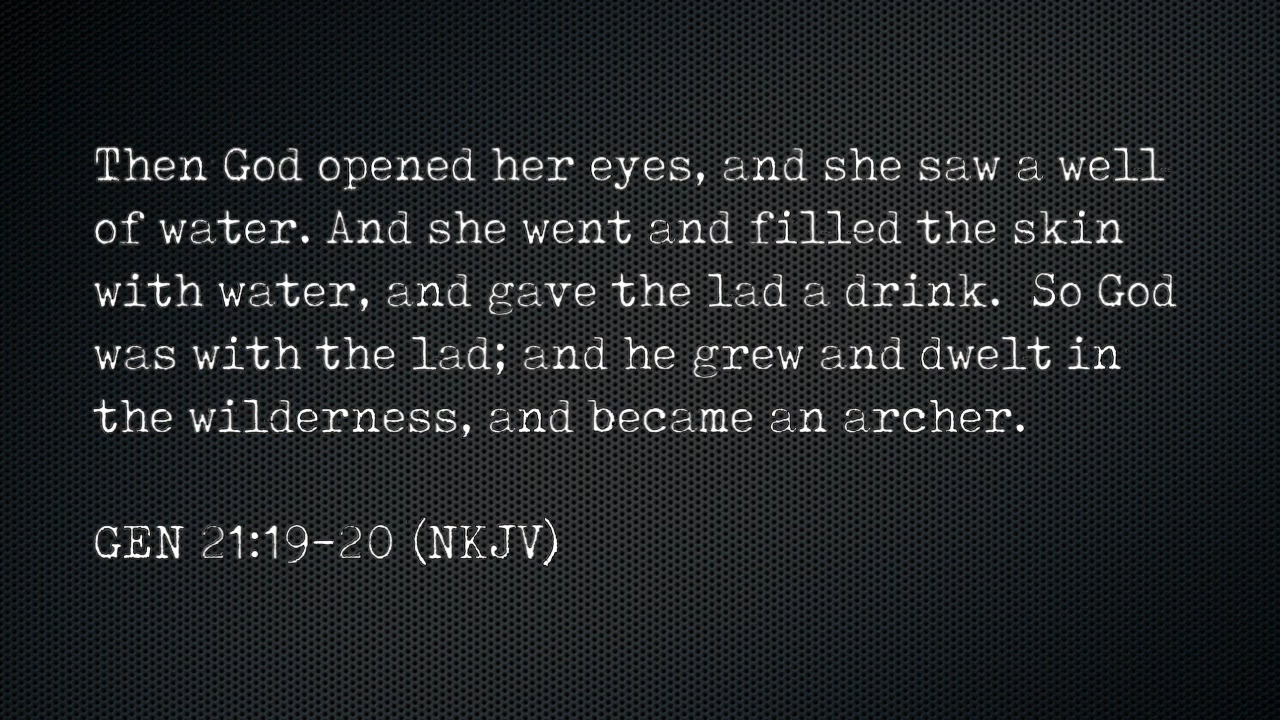 Then God opened her eyes, and she saw a well
of water. And she went and filled the skin
with water, and gave the lad a drink.  So God
was with the lad; and he grew and dwelt in
the wilderness, and became an archer.
GEN 21:19-20 (NKJV)